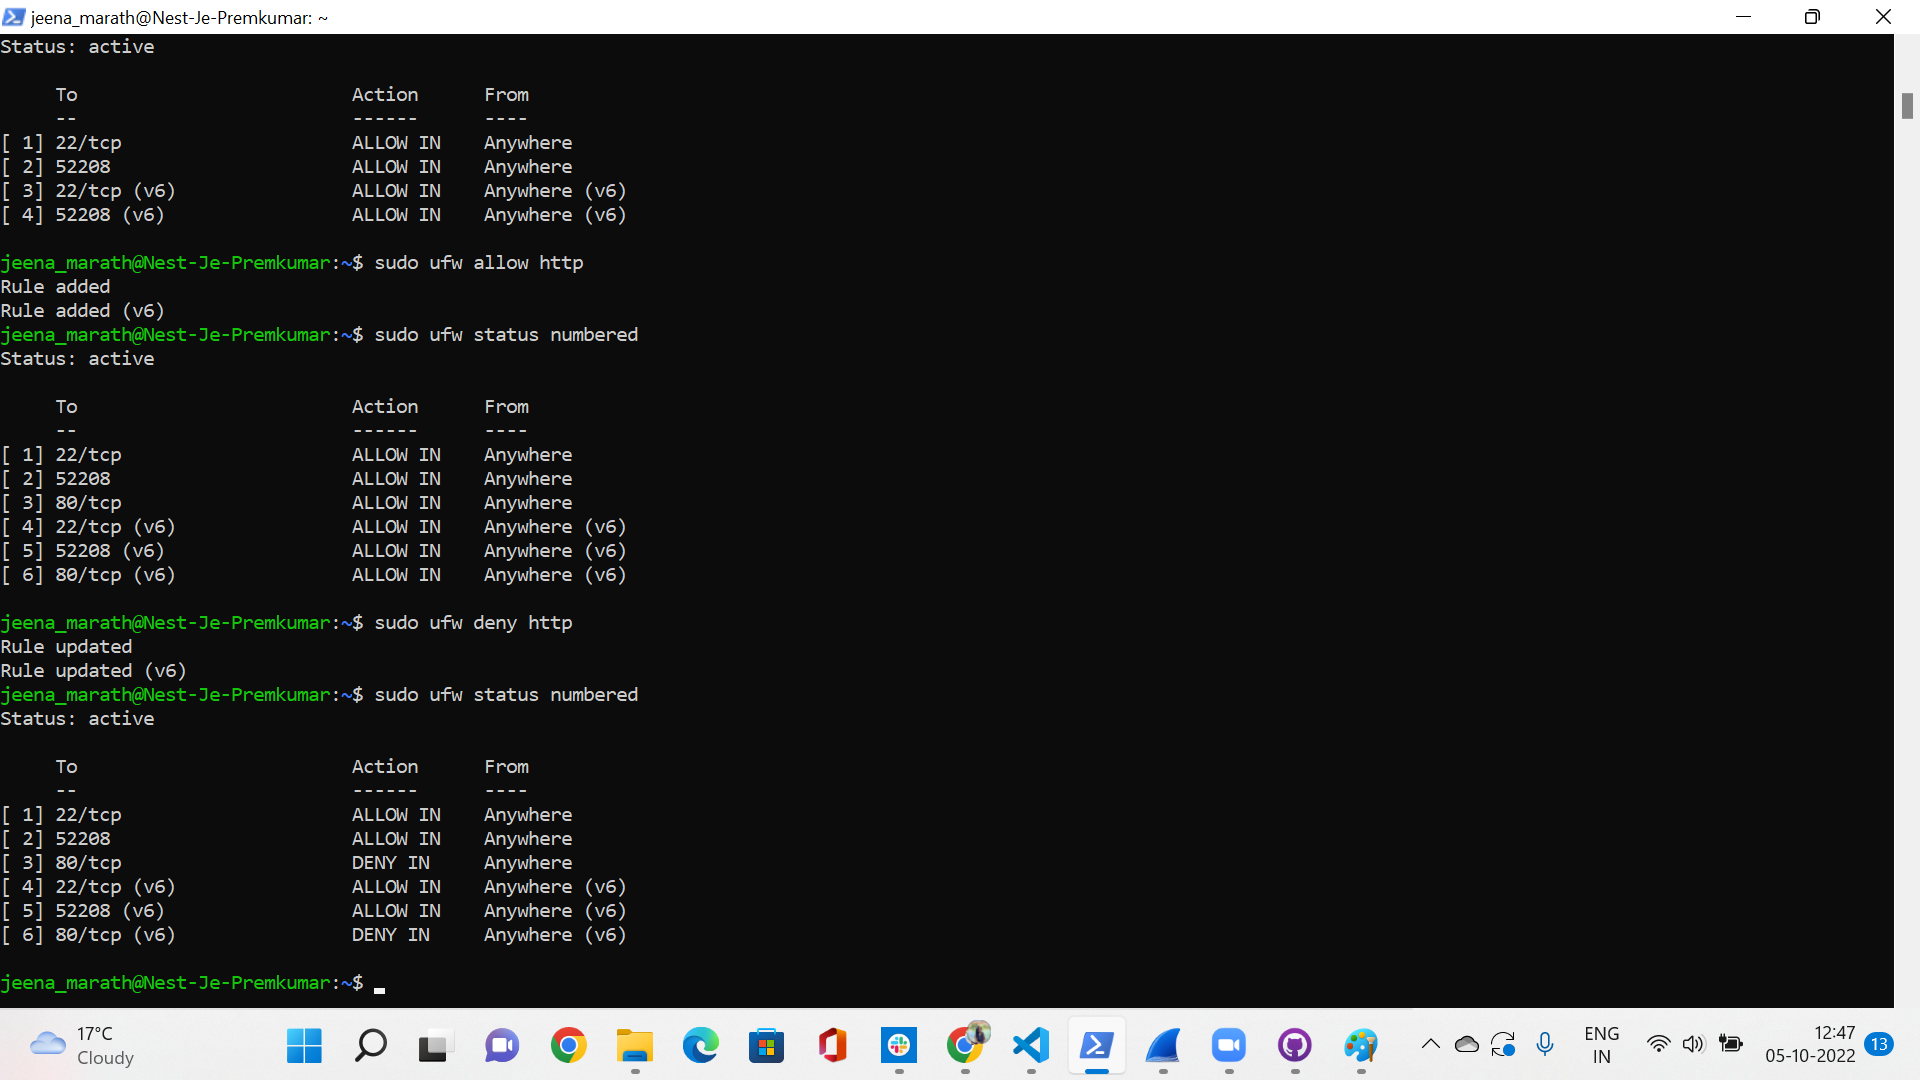 jeena_marath@Nest-Je-Premkumar: ~
Status: active
To Action From
-- ------ ----
[ 1] 22/tcp ALLOW IN Anywhere
[ 2] 52208 ALLOW IN Anywhere
[ 3] 22/tcp (v6) ALLOW IN Anywhere (v6)
[ 4] 52208 (v6) ALLOW IN Anywhere (v6)
jeena_marath@Nest-Je-Premkumar:~$ sudo ufw allow http
Rule added
Rule added (v6)
jeena_marath@Nest-Je-Premkumar:~$ sudo ufw status numbered
Status: active
To Action From
-- ------ ----
[ 1] 22/tcp ALLOW IN Anywhere
[ 2] 52208 ALLOW IN Anywhere
[ 3] 80/tcp ALLOW IN Anywhere
[ 4] 22/tcp (v6) ALLOW IN Anywhere (v6)
[ 5] 52208 (v6) ALLOW IN Anywhere (v6)
[ 6] 80/tcp (v6) ALLOW IN Anywhere (v6)
jeena_marath@Nest-Je-Premkumar:~$ sudo ufw deny http
Rule updated
Rule updated (v6)
jeena_marath@Nest-Je-Premkumar:~$ sudo ufw status numbered
Status: active
To Action From
-- ------ ----
[ 1] 22/tcp ALLOW IN Anywhere
[ 2] 52208 ALLOW IN Anywhere
[ 3] 80/tcp DENY IN Anywhere
[ 4] 22/tcp (v6) ALLOW IN Anywhere (v6)
[ 5] 52208 (v6) ALLOW IN Anywhere (v6)
[ 6] 80/tcp (v6) DENY IN Anywhere (v6)
jeena_marath@Nest-Je-Premkumar:~$
17°C
Cloudy
ENG
IN
12:47
05-10-2022
13